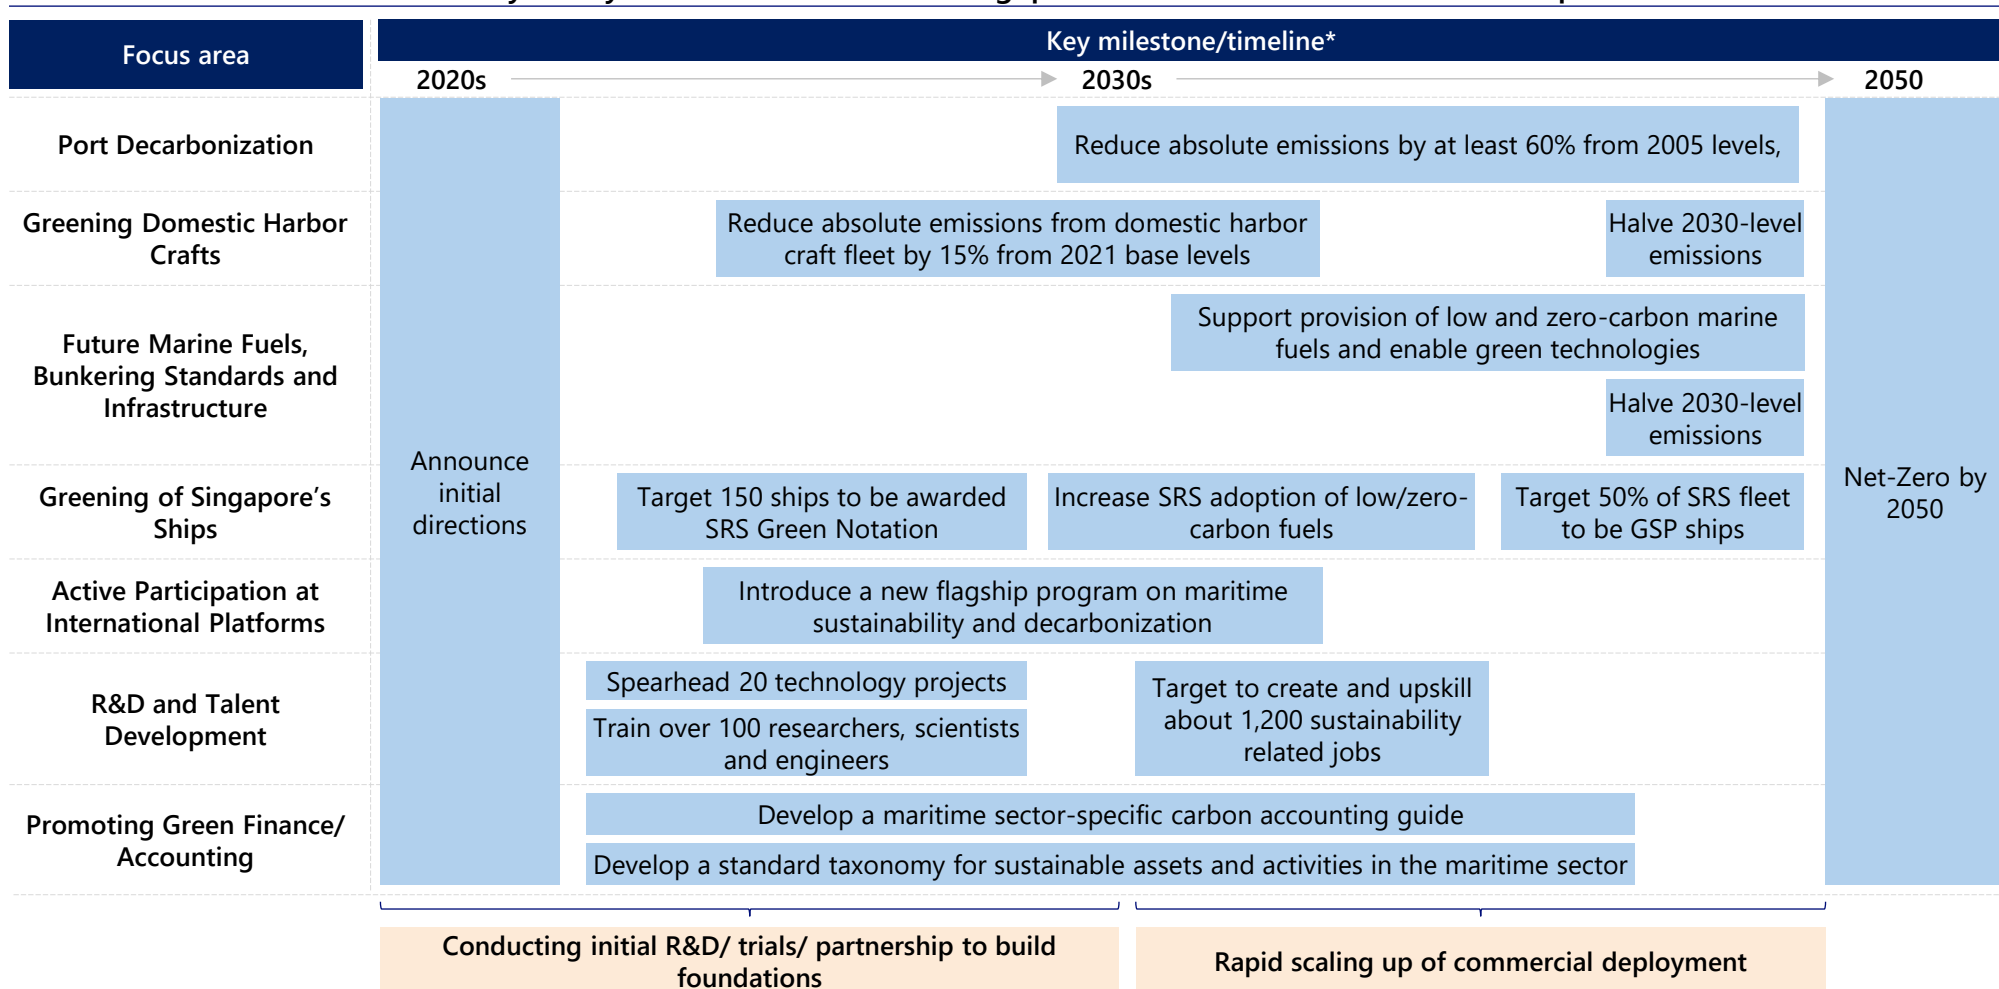 Focus area
Key milestone/timeline*
2020s
2030s
2050
Port Decarbonization
Reduce absolute emissions by at least 60% from 2005 levels,
Greening Domestic Harbor
Crafts
Reduce absolute emissions from domestic harbor
craft fleet by 15% from 2021 base levels
Halve 2030-level
emissions
Future Marine Fuels,
Bunkering Standards and
Infrastructure
Support provision of low and zero-carbon marine
fuels and enable green technologies
Halve 2030-level
emissions
Announce
initial
directions
Net-Zero by
2050
Greening of Singapore’s
Ships
Target 150 ships to be awarded
SRS Green Notation
Increase SRS adoption of low/zero-
carbon fuels
Target 50% of SRS fleet
to be GSP ships
Active Participation at
International Platforms
Introduce a new flagship program on maritime
sustainability and decarbonization
R&D and Talent
Development
Spearhead 20 technology projects
Train over 100 researchers, scientists
and engineers
Target to create and upskill
about 1,200 sustainability
related jobs
Promoting Green Finance/
Accounting
Develop a maritime sector-specific carbon accounting guide
Develop a standard taxonomy for sustainable assets and activities in the maritime sector
Conducting initial R&D/ trials/ partnership to build
foundations
Rapid scaling up of commercial deployment